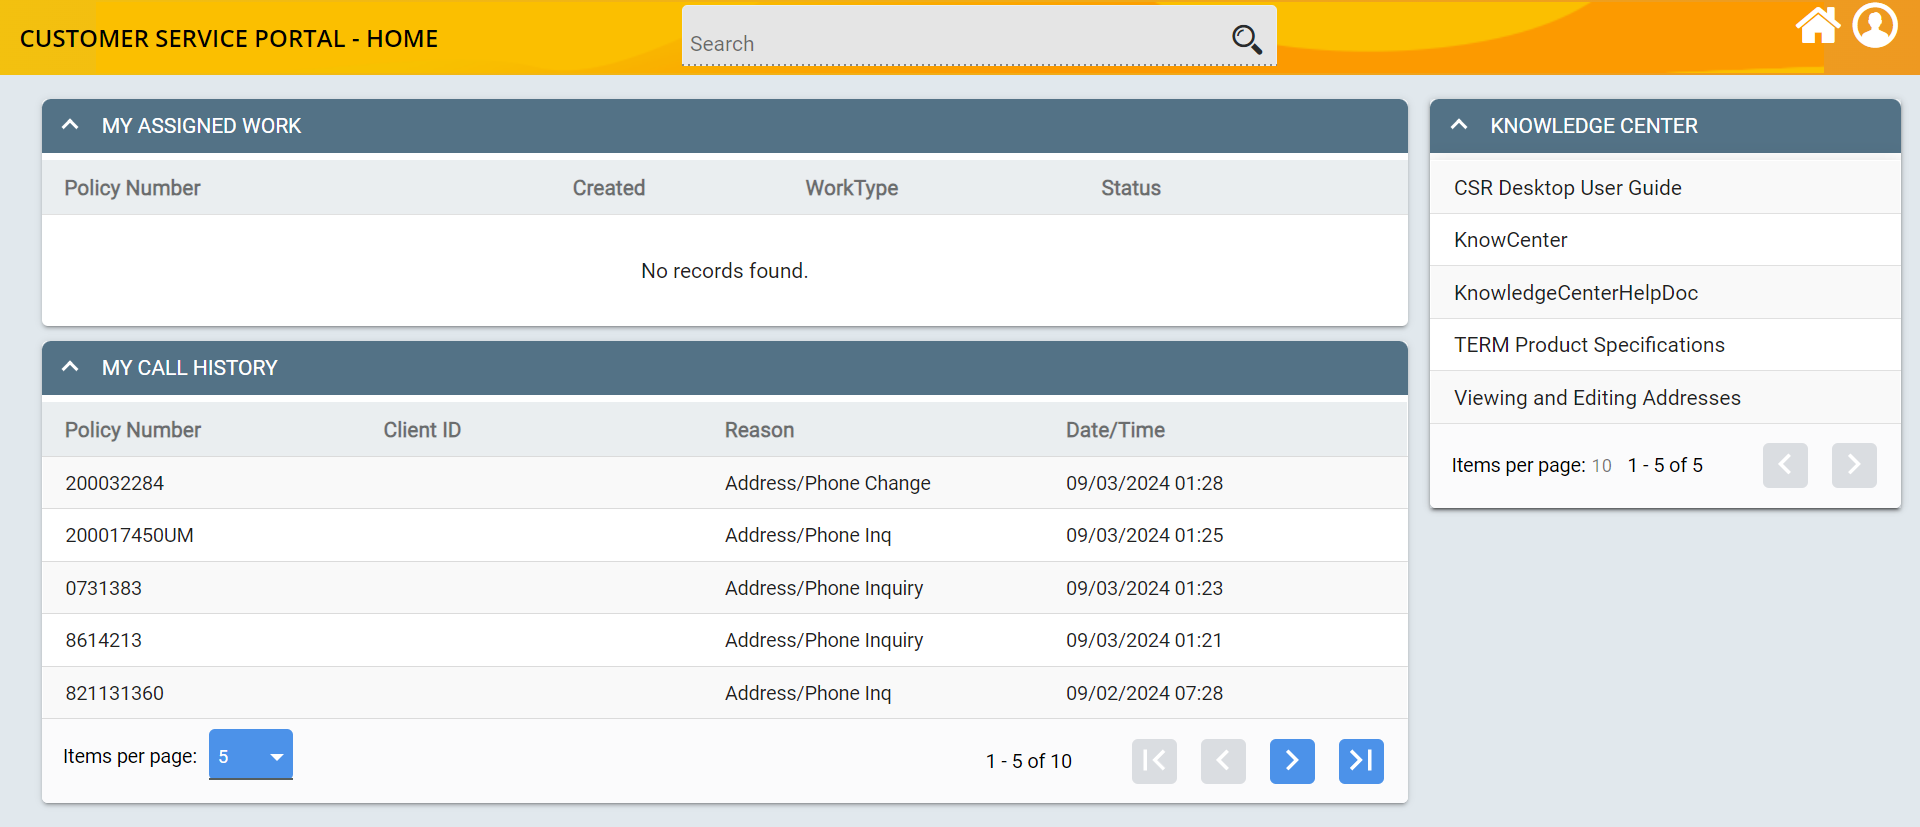 CUSTOMER SERVICE PORTAL - HOME
Search
MY ASSIGNED WORK
Policy Number Created WorkType Status
No records found.
MY CALL HISTORY
Policy Number Client ID Reason Date/Time
200032284 Address/Phone Change 09/03/2024 01:28
200017450UM Address/Phone Inq 09/03/2024 01:25
0731383 Address/Phone Inquiry 09/03/2024 01:23
8614213 Address/Phone Inquiry 09/03/2024 01:21
821131360 Address/Phone Inq 09/02/2024 07:28
Items per page: 5 1 - 5 of 10
KNOWLEDGE CENTER
CSR Desktop User Guide
KnowCenter
KnowledgeCenterHelpDoc
TERM Product Specifications
Viewing and Editing Addresses
Items per page: 10 1 - 5 of 5